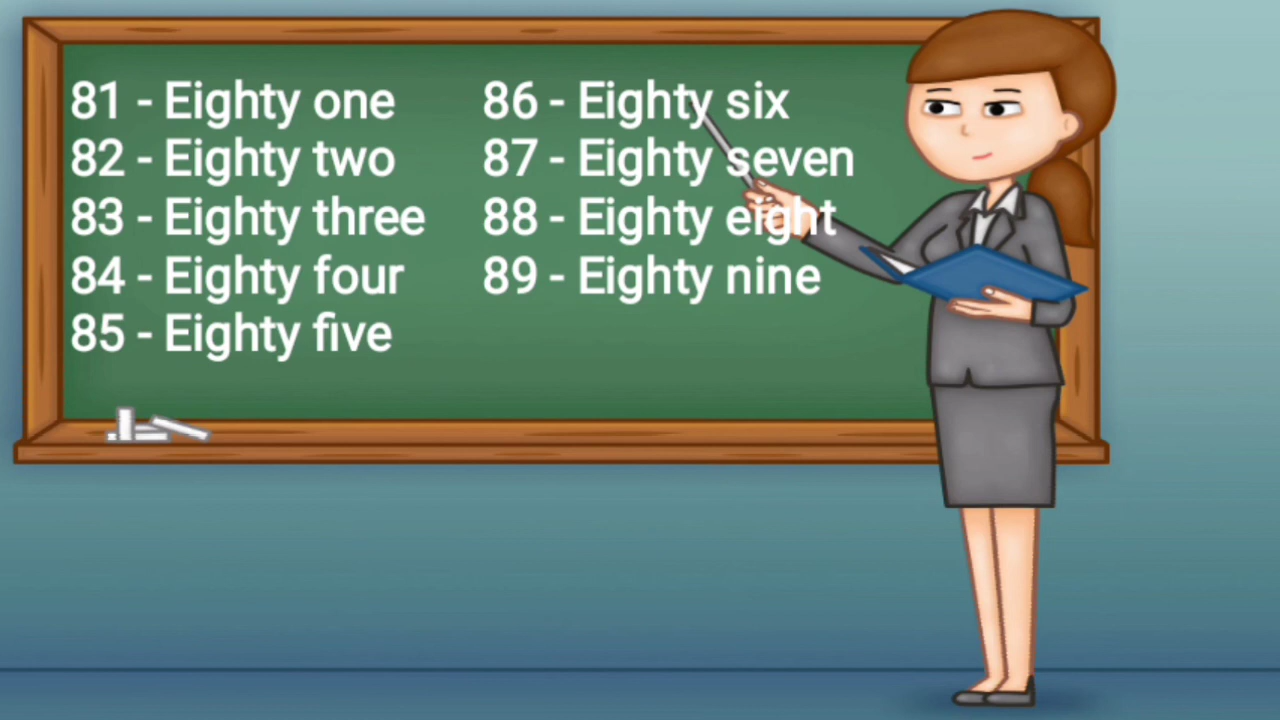 81 - Eighty one
82 - Eighty two
83 - Eighty three
84 - Eighty four
85 - Eighty five
86 - Eighty six
87 - Eighty seven
88 - Eighty eight
89 - Eighty nine